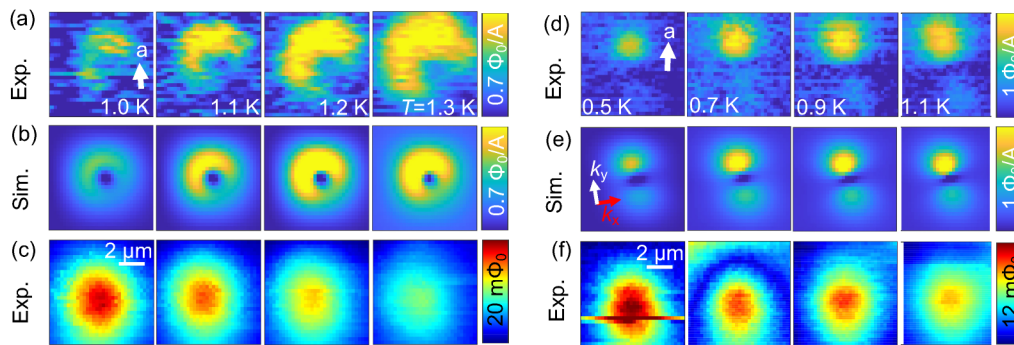 (a)
Exp.
a
1.0 K
1.1 K
1.2 K
T=1.3 K
0.7 Φ₀/A
(b)
Sim.
0.7 Φ₀/A
(c)
Exp.
2 μm
20 mΦ₀
(d)
Exp.
a
0.5 K
0.7 K
0.9 K
1.1 K
1 Φ₀/A
(e)
Sim.
k_y
k_x
1 Φ₀/A
(f)
Exp.
2 μm
12 mΦ₀